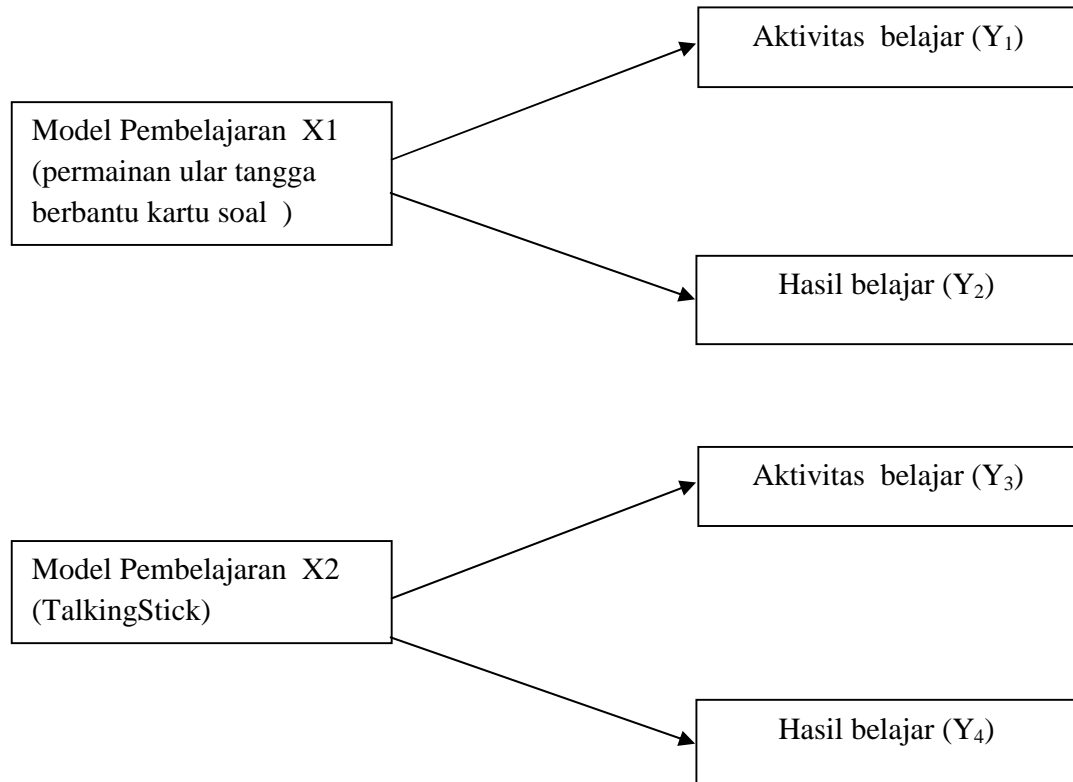 Aktivitas belajar (Y₁)
Model Pembelajaran X1
(permainan ular tangga
berbantu kartu soal )
Hasil belajar (Y₂)
Aktivitas belajar (Y₃)
Model Pembelajaran X2
(TalkingStick)
Hasil belajar (Y₄)